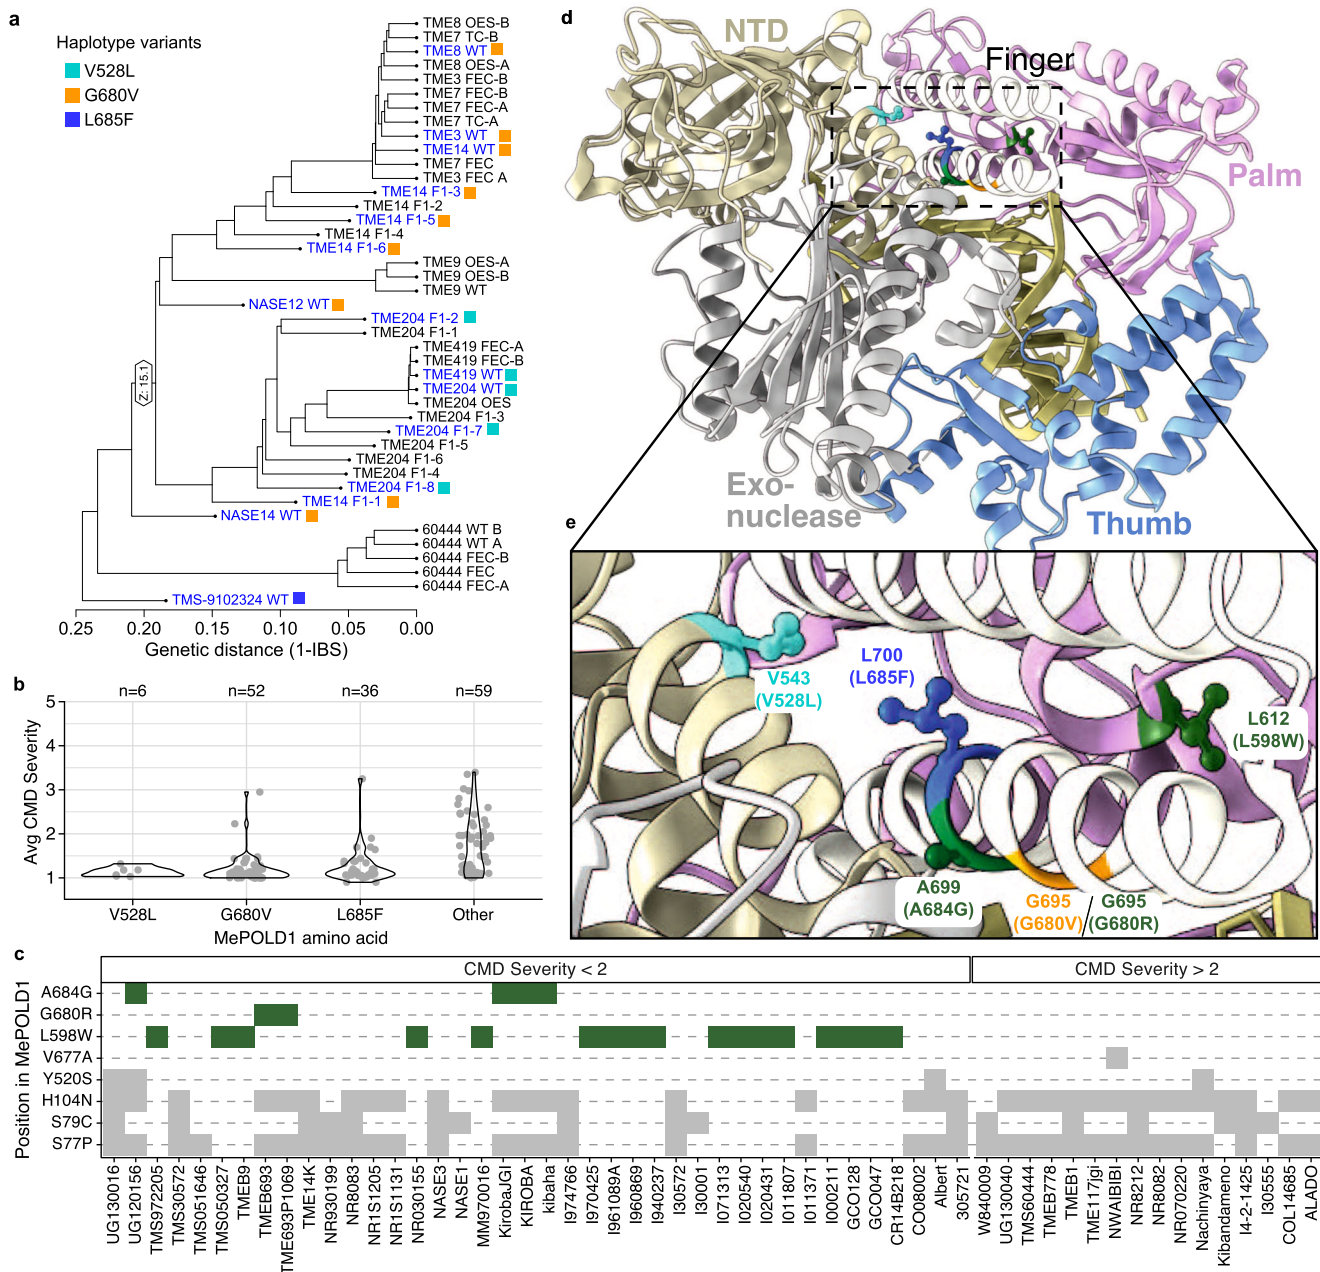 a
Haplotype variants
V528L
G680V
L685F
TME8 OES-B
TME7 TC-B
TME8 WT
TME8 OES-A
TME3 FEC-B
TME7 FEC-B
TME7 FEC-A
TME7 TC-A
TME3 WT
TME14 WT
TME7 FEC
TME3 FEC A
TME14 F1-3
TME14 F1-2
TME14 F1-5
TME14 F1-4
TME14 F1-6
TME9 OES-A
TME9 OES-B
TME9 WT
NASE12 WT
TME204 F1-2
TME204 F1-1
TME419 FEC-A
TME419 FEC-B
TME419 WT
TME204 WT
TME204 OES
TME204 F1-3
TME204 F1-7
TME204 F1-5
TME204 F1-6
TME204 F1-4
TME204 F1-8
TME14 F1-1
NASE14 WT
60444 WT B
60444 WT A
60444 FEC-B
60444 FEC
60444 FEC-A
TMS-9102324 WT
Z: 15.1
0.25 0.20 0.15 0.10 0.05 0.00
Genetic distance (1-IBS)
b
n=6 n=52 n=36 n=59
5
4
3
2
1
Avg CMD Severity
V528L G680V L685F Other
MePOLD1 amino acid
d
NTD
Finger
Palm
Exo-
nuclease
Thumb
e
V543
(V528L)
L700
(L685F)
L612
(L598W)
A699
(A684G)
G695
(G680V)
G695
(G680R)
c
CMD Severity < 2
CMD Severity > 2
Position in MePOLD1
A684G
G680R
L598W
V677A
Y520S
H104N
S79C
S77P
UG130016
UG120156
TMS972205
TMS30572
TMS051646
TMS0503327
TMEB9
TMEB693
TME693P1069
TME14K
NR930199
NR8083
NR1S1205
NR1S1131
NR030155
NASE3
NASE1
MM970016
KirobaJGI
KIROBA
kibaha
I974766
I970425
I961089A
I960869
I940237
I30572
I30001
I071313
I020540
I020431
I011807
I000211
GCO128
GCO047
CR14B218
CO08002
Albert
305721
W840009
UG130040
TMS604444
TMEB778
TMEB1
TME117jgi
NWAIBIBI
NR8212
NR8082
NR070220
Nachinyaya
Kibandameno
I4-2-1425
I30555
COL14685
ALADO